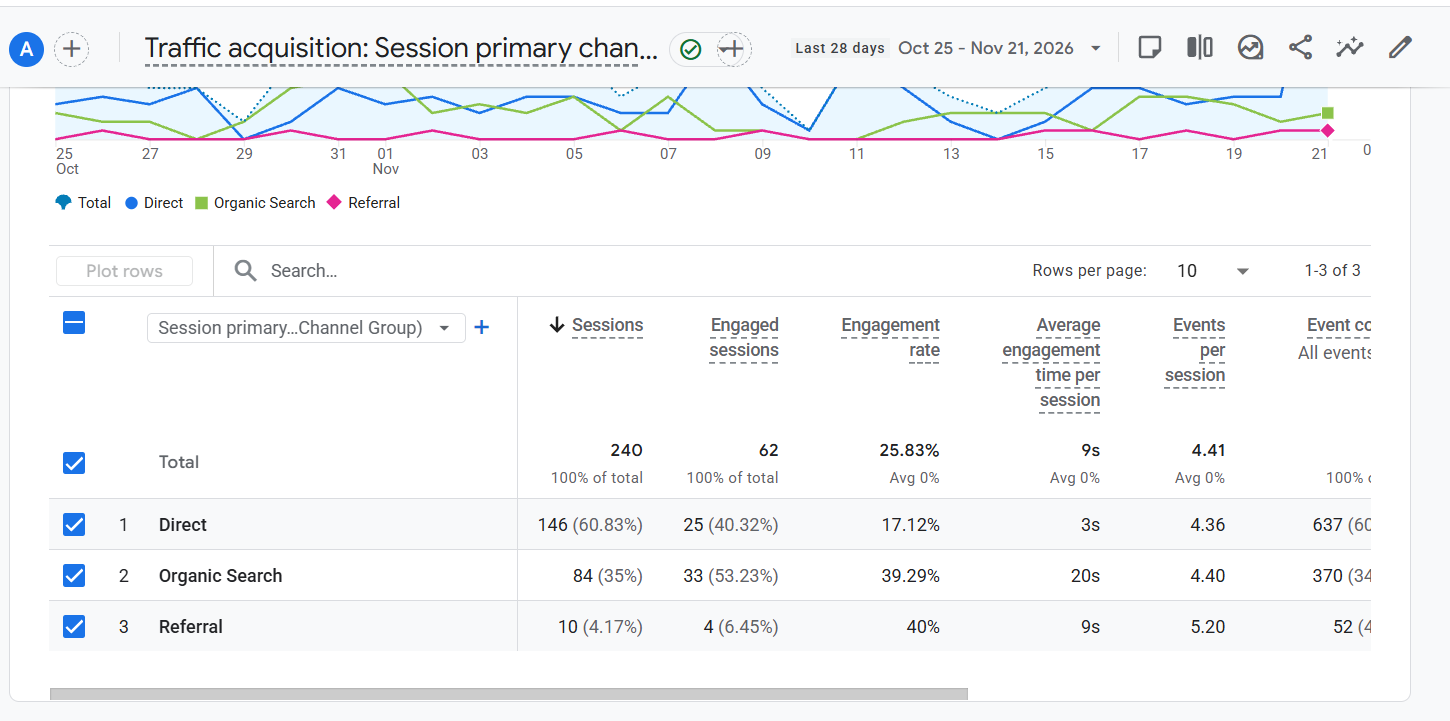 A
Traffic acquisition: Session primary chan...
Last 28 days Oct 25 - Nov 21, 2026
25 27 29 31 01 03 05 07 09 11 13 15 17 19 21 0
Oct Nov
Total Direct Organic Search Referral
Plot rows Search... Rows per page: 10 1-3 of 3
Session primary...Channel Group)
Sessions
Engaged
sessions
Engagement
rate
Average
engagement
time per
session
Events
per
session
Event co
All events
Total 240 62 25.83% 9s 4.41
100% of total 100% of total Avg 0% Avg 0% Avg 0% 100%
1 Direct 146 (60.83%) 25 (40.32%) 17.12% 3s 4.36 637 (60
2 Organic Search 84 (35%) 33 (53.23%) 39.29% 20s 4.40 370 (34
3 Referral 10 (4.17%) 4 (6.45%) 40% 9s 5.20 52 (4